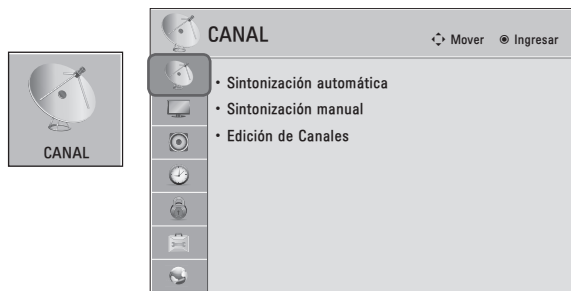 CANAL
CANAL
Mover
Ingresar
• Sintonización automática
• Sintonización manual
• Edición de Canales